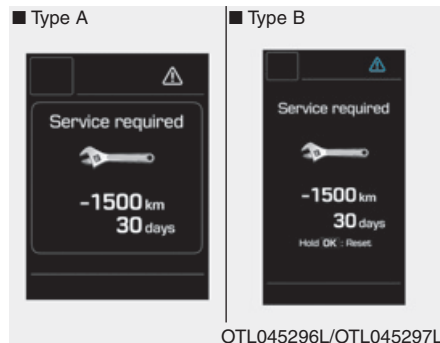 ■ Type A
■ Type B
Service required
-1500 km
30 days
Service required
-1500 km
30 days
Hold OK : Reset
OTL045296L/OTL045297L